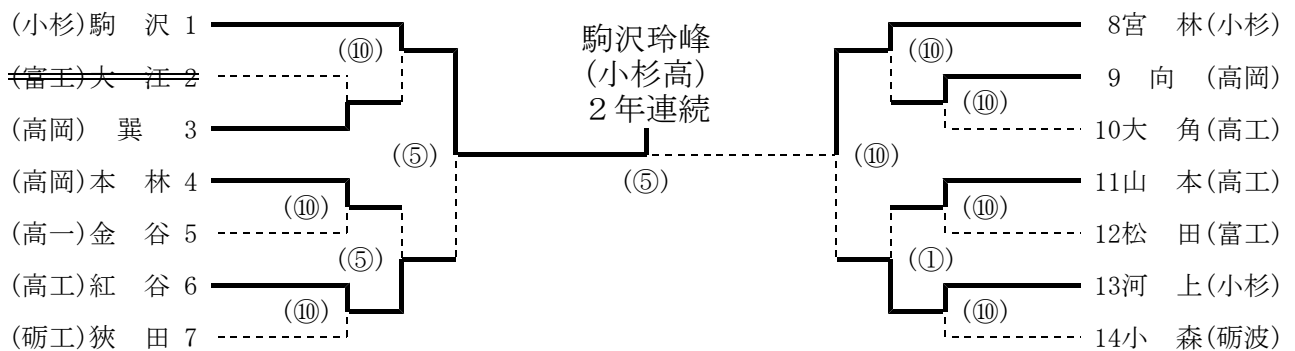 (小杉)駒 沢 1
(富工)大 江 2
(高岡) 巽 3
(高岡)本 林 4
(高一)金 谷 5
(高工)紅 谷 6
(砺工)狹 田 7
(⑩)
(⑩)
(⑩)
(⑤)
(⑤)
駒沢玲峰
(小杉高)
2年連続
(⑤)
(⑩)
(⑩)
(⑩)
(⑩)
(①)
(⑩)
8宮 林(小杉)
9 向 (高岡)
10大 角(高工)
11山 本(高工)
12松 田(富工)
13河 上(小杉)
14小 森(砺波)